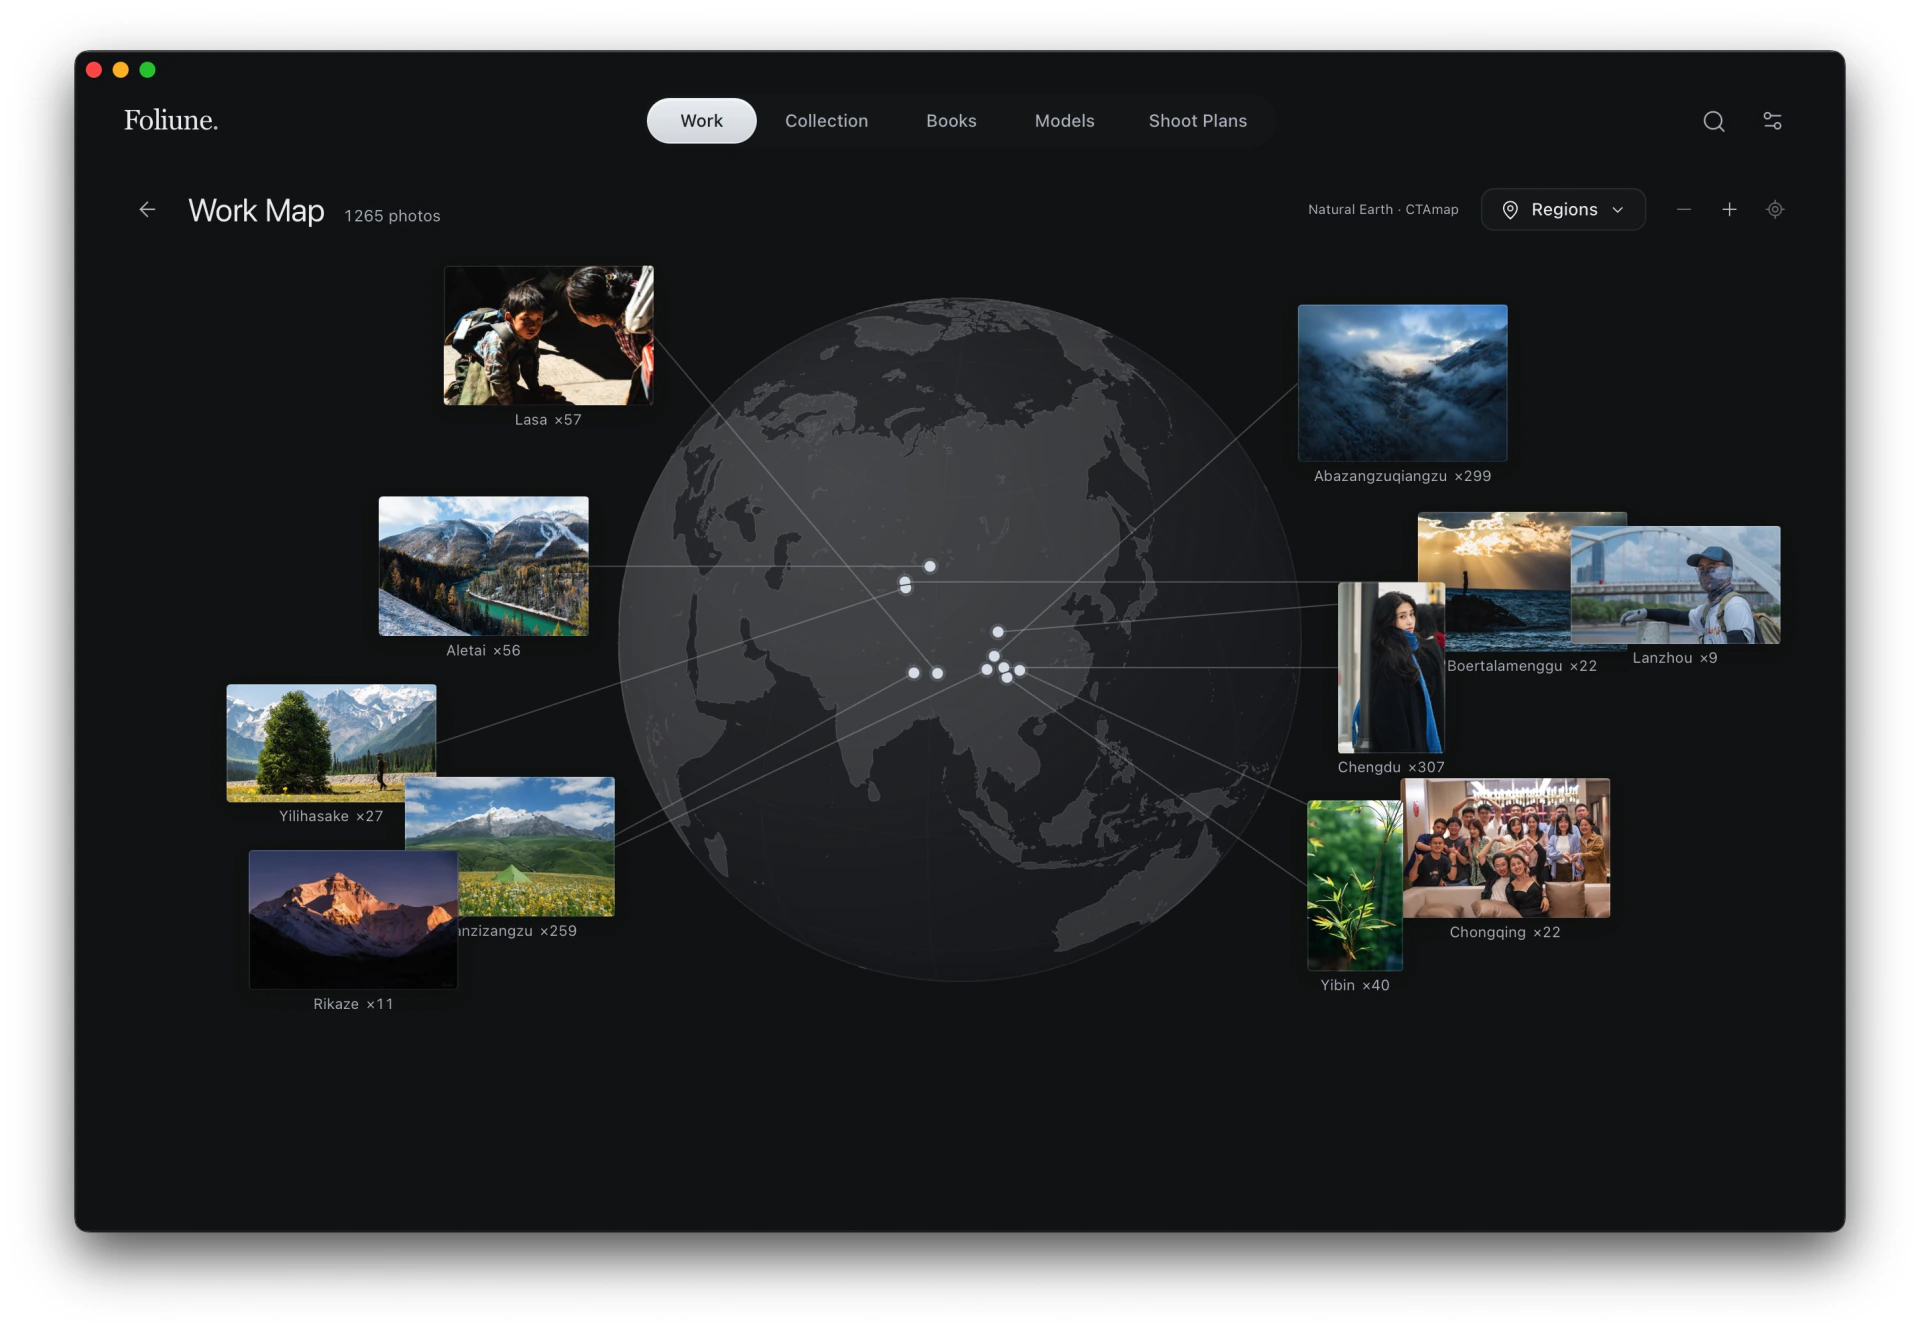 Foliune.
Work
Collection
Books
Models
Shoot Plans
Work Map
1265 photos
Natural Earth · CTAmap
Regions
Lasa ×57
Abazangzuqiangzu ×299
Aletai ×56
Boertalamenggu ×22
Lanzhou ×9
Chengdu ×307
Yilihasake ×27
nzizangzu ×259
Chongqing ×22
Yibin ×40
Rikaze ×11